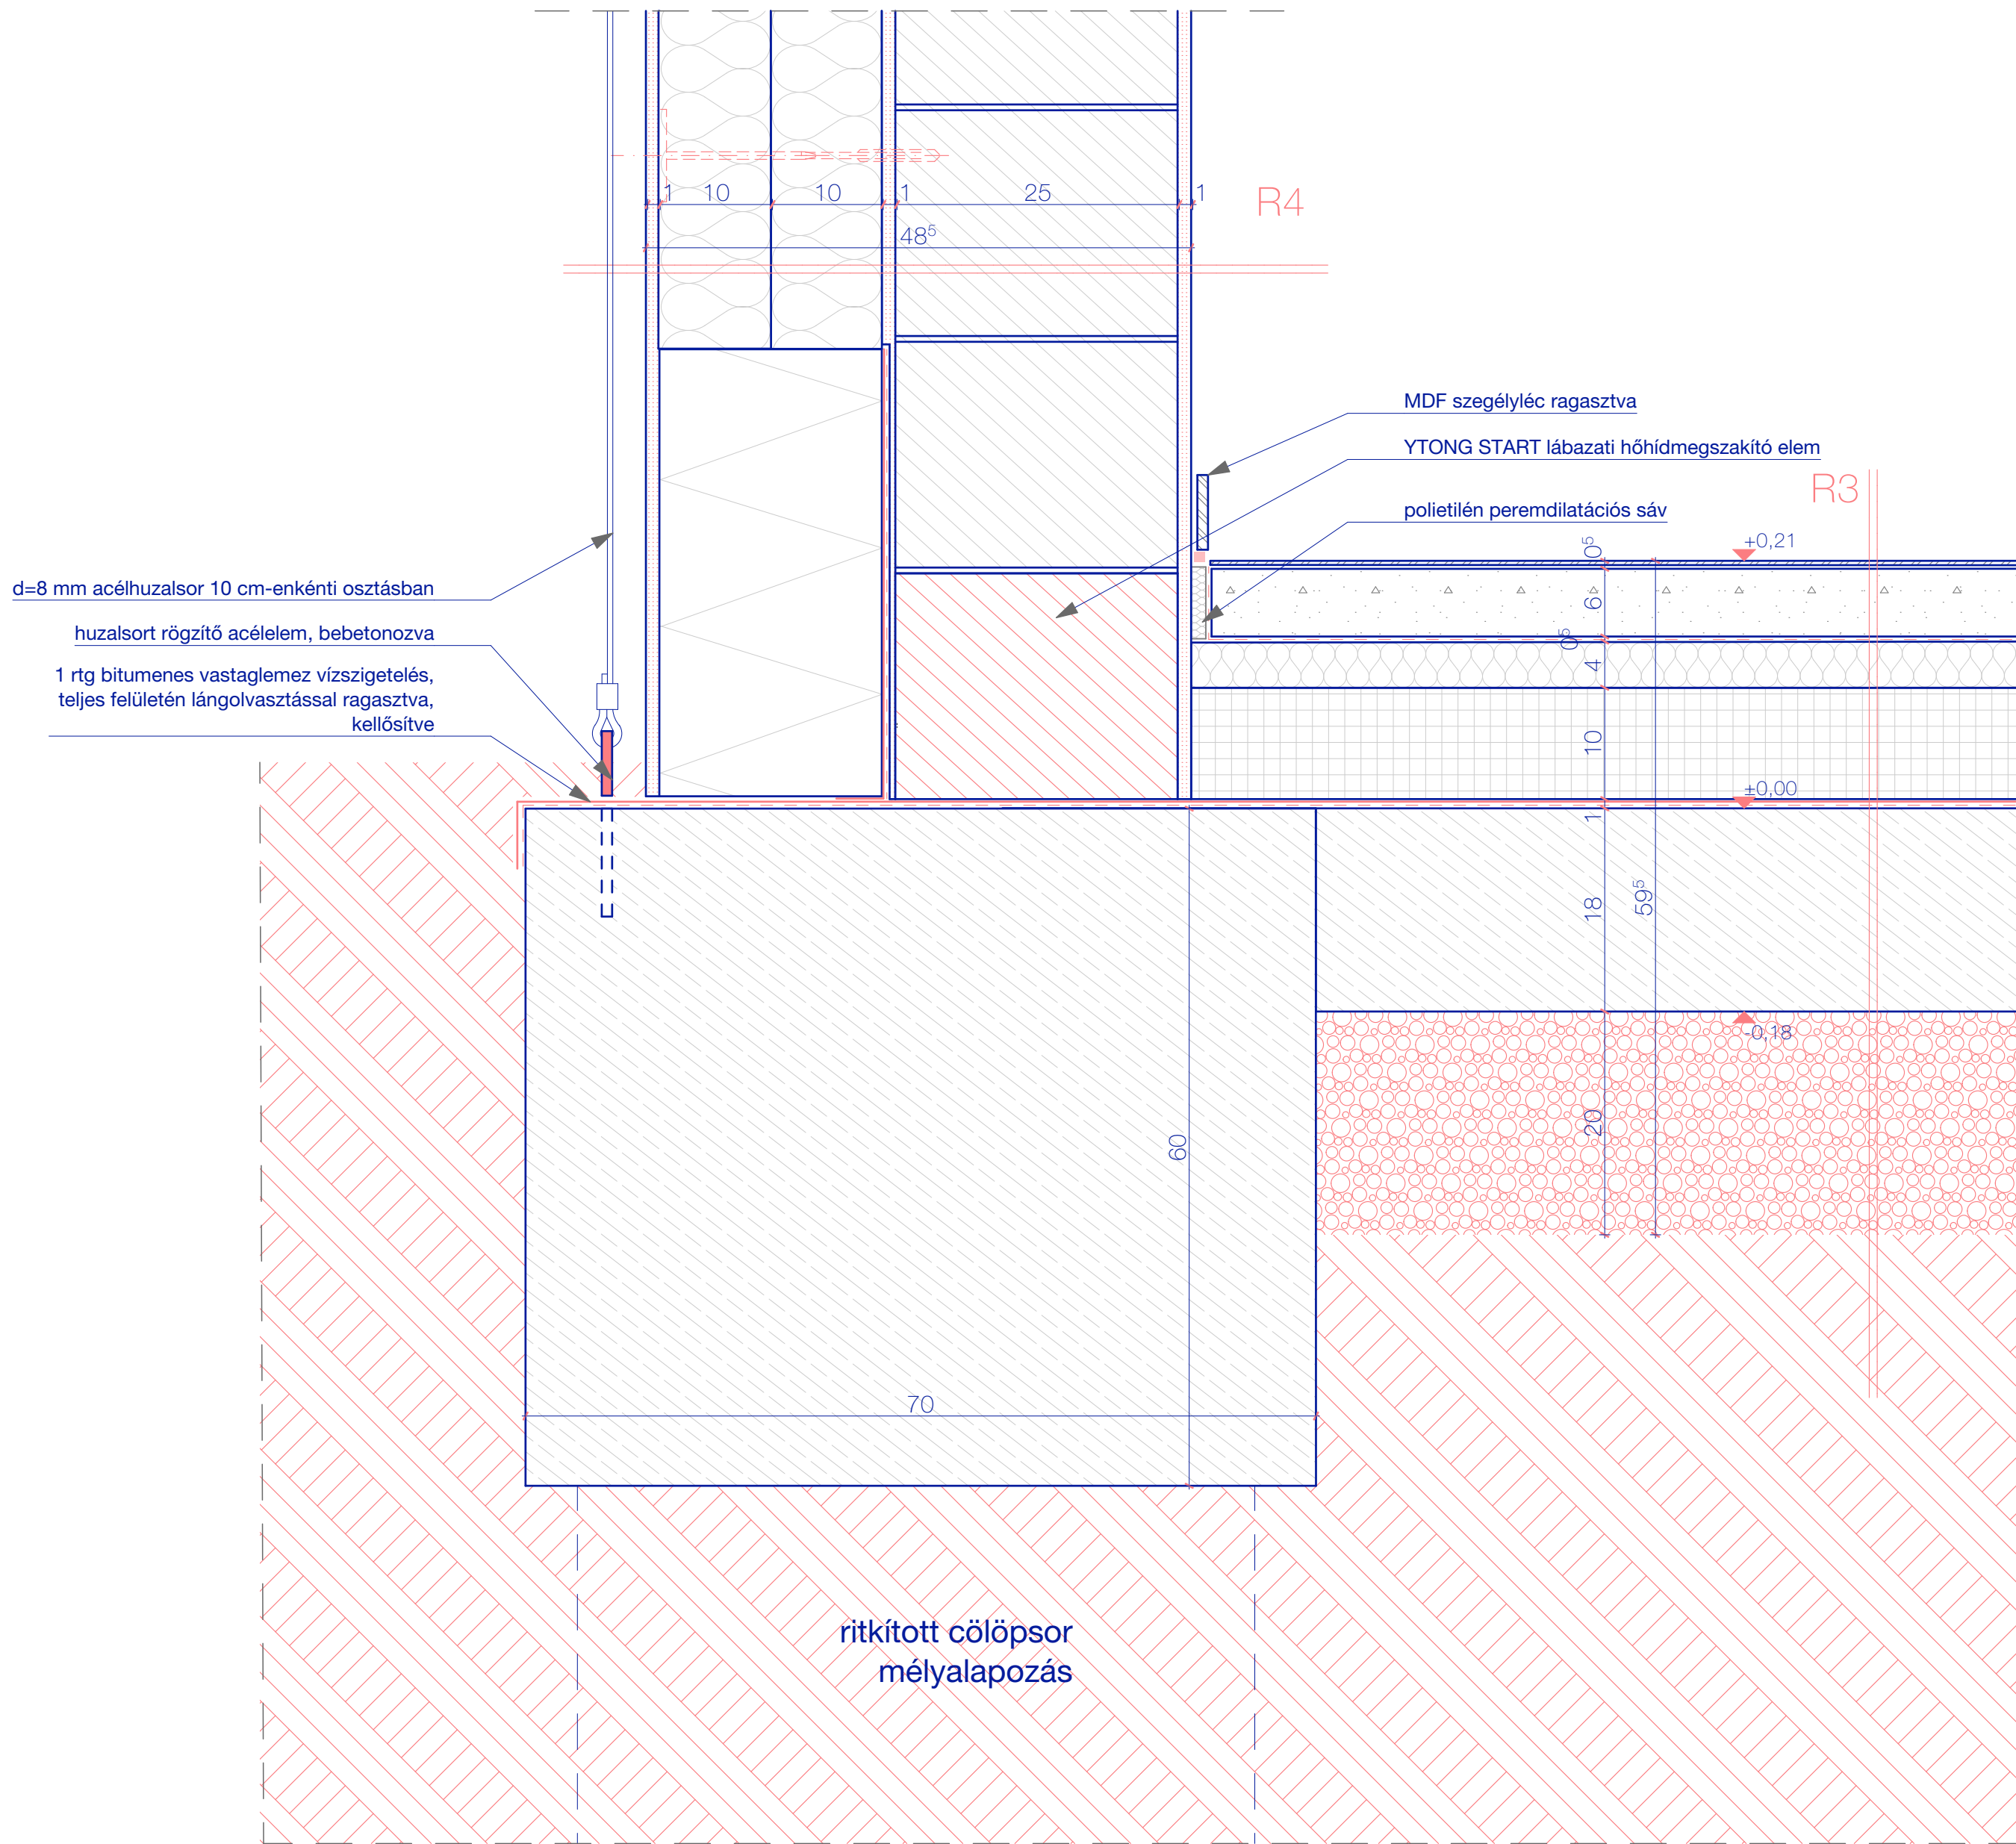 1 10 10 1 25 1
R4
48⁵
MDF szegélyléc ragasztva
YTONG START lábazati hőhídmegszakító elem
R3
polietilén peremdilatációs sáv
+0,21
0⁵
d=8 mm acélhuzalsor 10 cm-enkénti osztásban
6
huzalsort rögzítő acélelem, bebetonozva
0⁵
4
1 rtg bitumenes vastaglemez vízszigetelés,
teljes felületén lángolvasztással ragasztva,
kellősítve
10
±0,00
1
18
59⁵
-0,18
20
60
70
ritkított cölöpsor
mélyalapozás